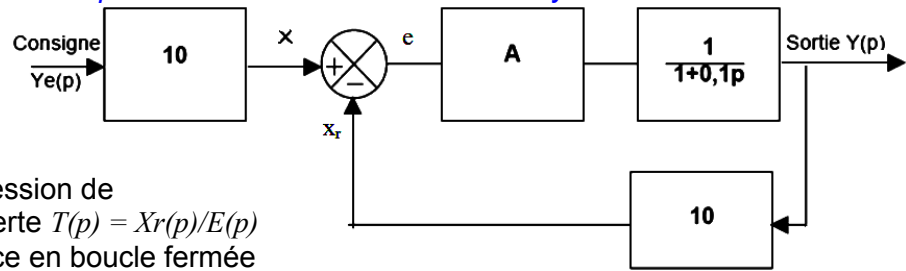 Consigne
Ye(p)
10
X
+
−
e
A
1
1+0,1p
Sortie Y(p)
xr
10
ession de
erte T(p) = Xr(p)/E(p)
ce en boucle fermée